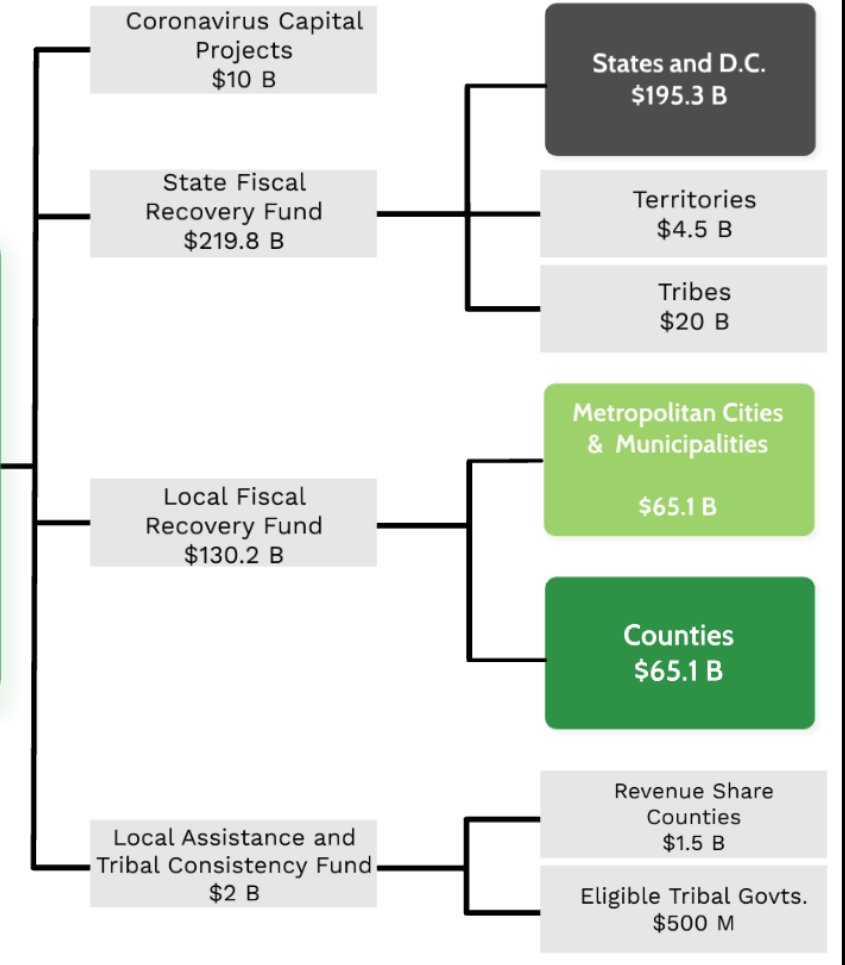 Coronavirus Capital
Projects
$10 B
State Fiscal
Recovery Fund
$219.8 B
States and D.C.
$195.3 B
Territories
$4.5 B
Tribes
$20 B
Local Fiscal
Recovery Fund
$130.2 B
Metropolitan Cities
& Municipalities
$65.1 B
Counties
$65.1 B
Local Assistance and
Tribal Consistency Fund
$2 B
Revenue Share
Counties
$1.5 B
Eligible Tribal Govts.
$500 M